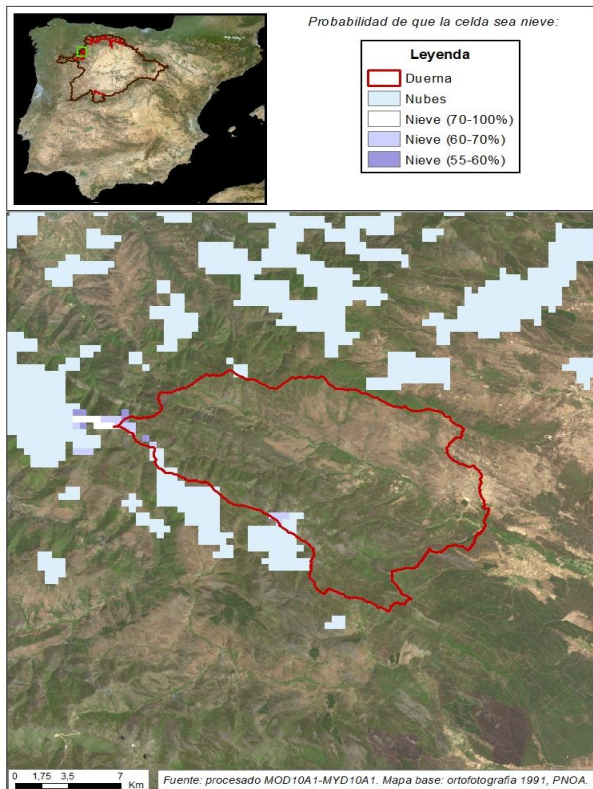 Probabilidad de que la celda sea nieve:
Leyenda
Duerna
Nubes
Nieve (70-100%)
Nieve (60-70%)
Nieve (55-60%)
0 1,75 3,5 7
Km
Fuente: procesado MOD10A1-MYD10A1. Mapa base: ortofotografia 1991, PNOA.